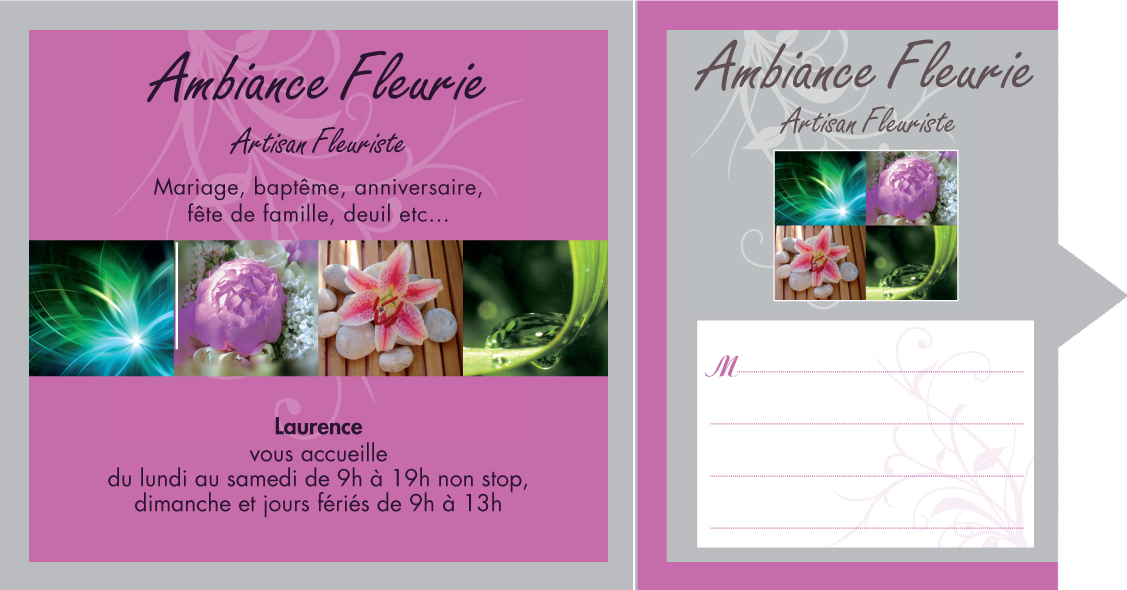 Ambiance Fleurie
Artisan Fleuriste
Mariage, baptême, anniversaire,
fête de famille, deuil etc...
Laurence
vous accueille
du lundi au samedi de 9h à 19h non stop,
dimanche et jours fériés de 9h à 13h
Ambiance Fleurie
Artisan Fleuriste
M